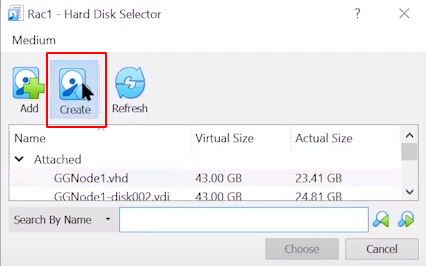 Rac1 - Hard Disk Selector
Medium
Add Create Refresh
Name Virtual Size Actual Size
Attached
GGNode1.vhd 43.00 GB 23.41 GB
GGNode1-disk002.vdi 43.00 GB 24.81 GB
Search By Name
Choose Cancel